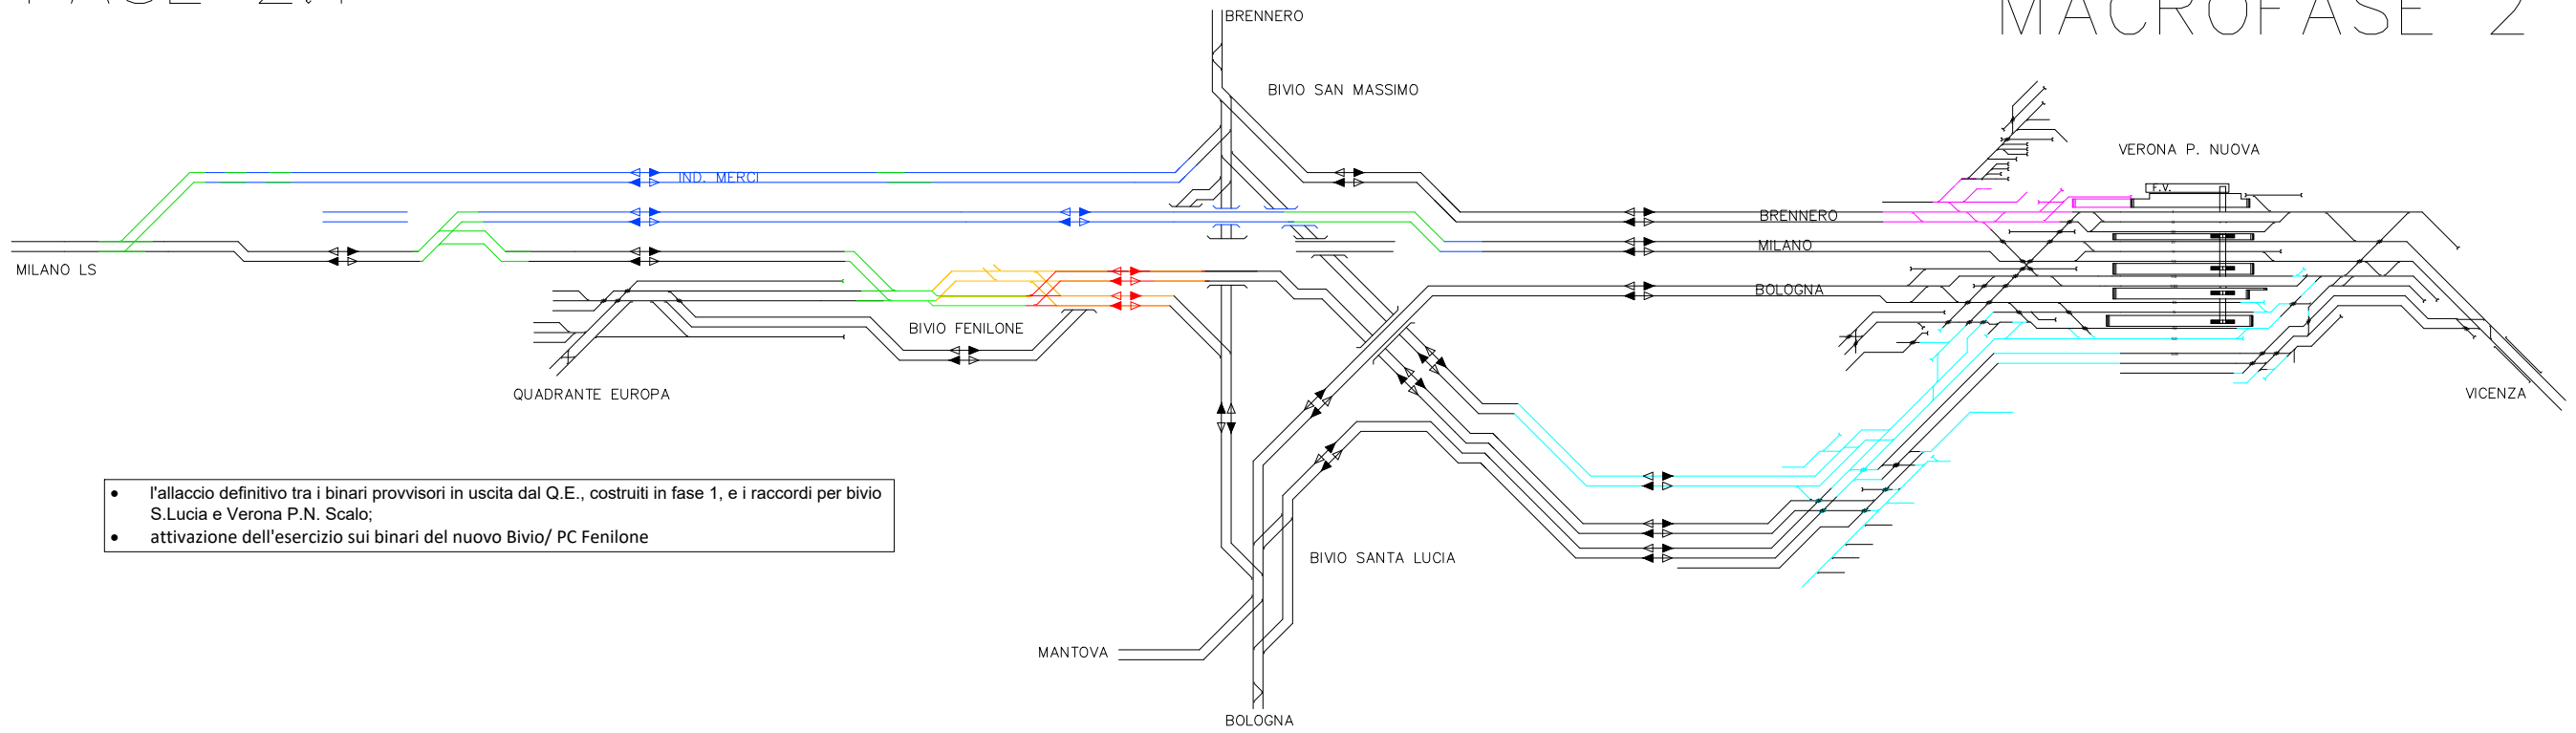 MACROFASE 2
BRENNERO
BIVIO SAN MASSIMO
VERONA P. NUOVA
IND. MERCI
F.V.
BRENNERO
MILANO
MILANO LS
BOLOGNA
BIVIO FENILONE
QUADRANTE EUROPA
VICENZA
• l'allaccio definitivo tra i binari provvisori in uscita dal Q.E., costruiti in fase 1, e i raccordi per bivio
S.Lucia e Verona P.N. Scalo;
• attivazione dell'esercizio sui binari del nuovo Bivio/ PC Fenilone
BIVIO SANTA LUCIA
MANTOVA
BOLOGNA